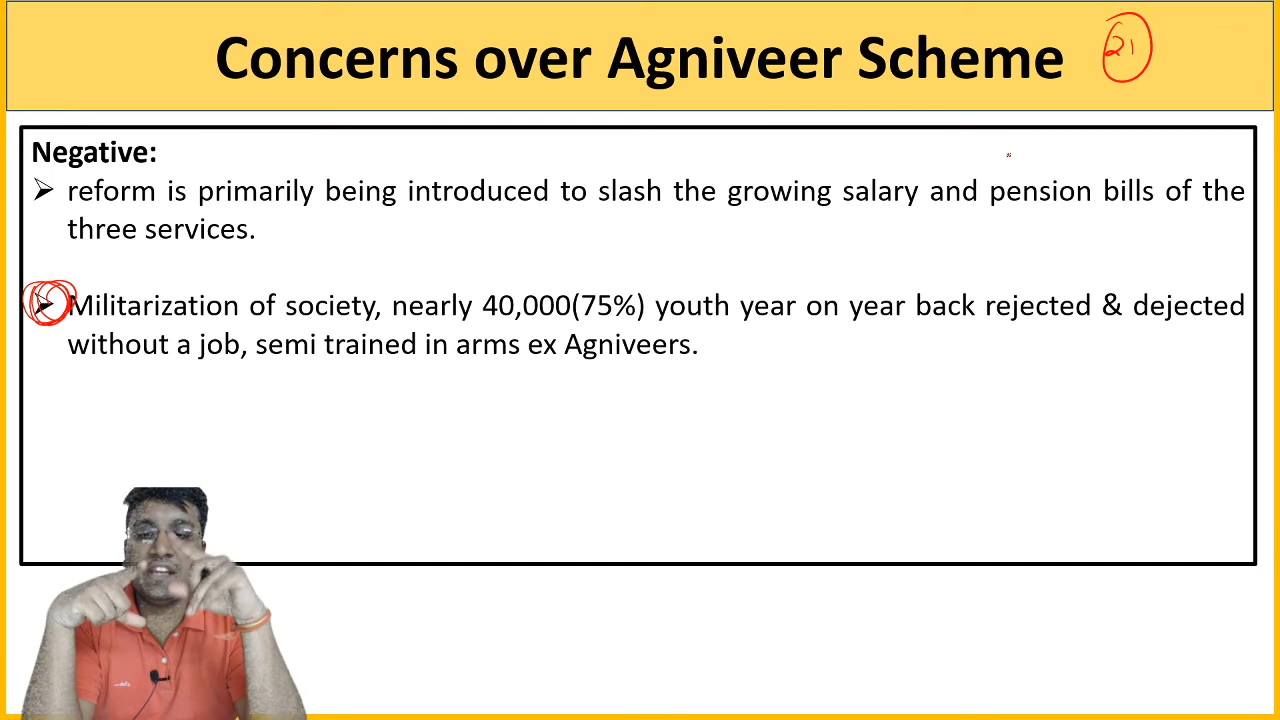 Concerns over Agniveer Scheme
21
Negative:
➢ reform is primarily being introduced to slash the growing salary and pension bills of the
three services.
➢ Militarization of society, nearly 40,000(75%) youth year on year back rejected & dejected
without a job, semi trained in arms ex Agniveers.